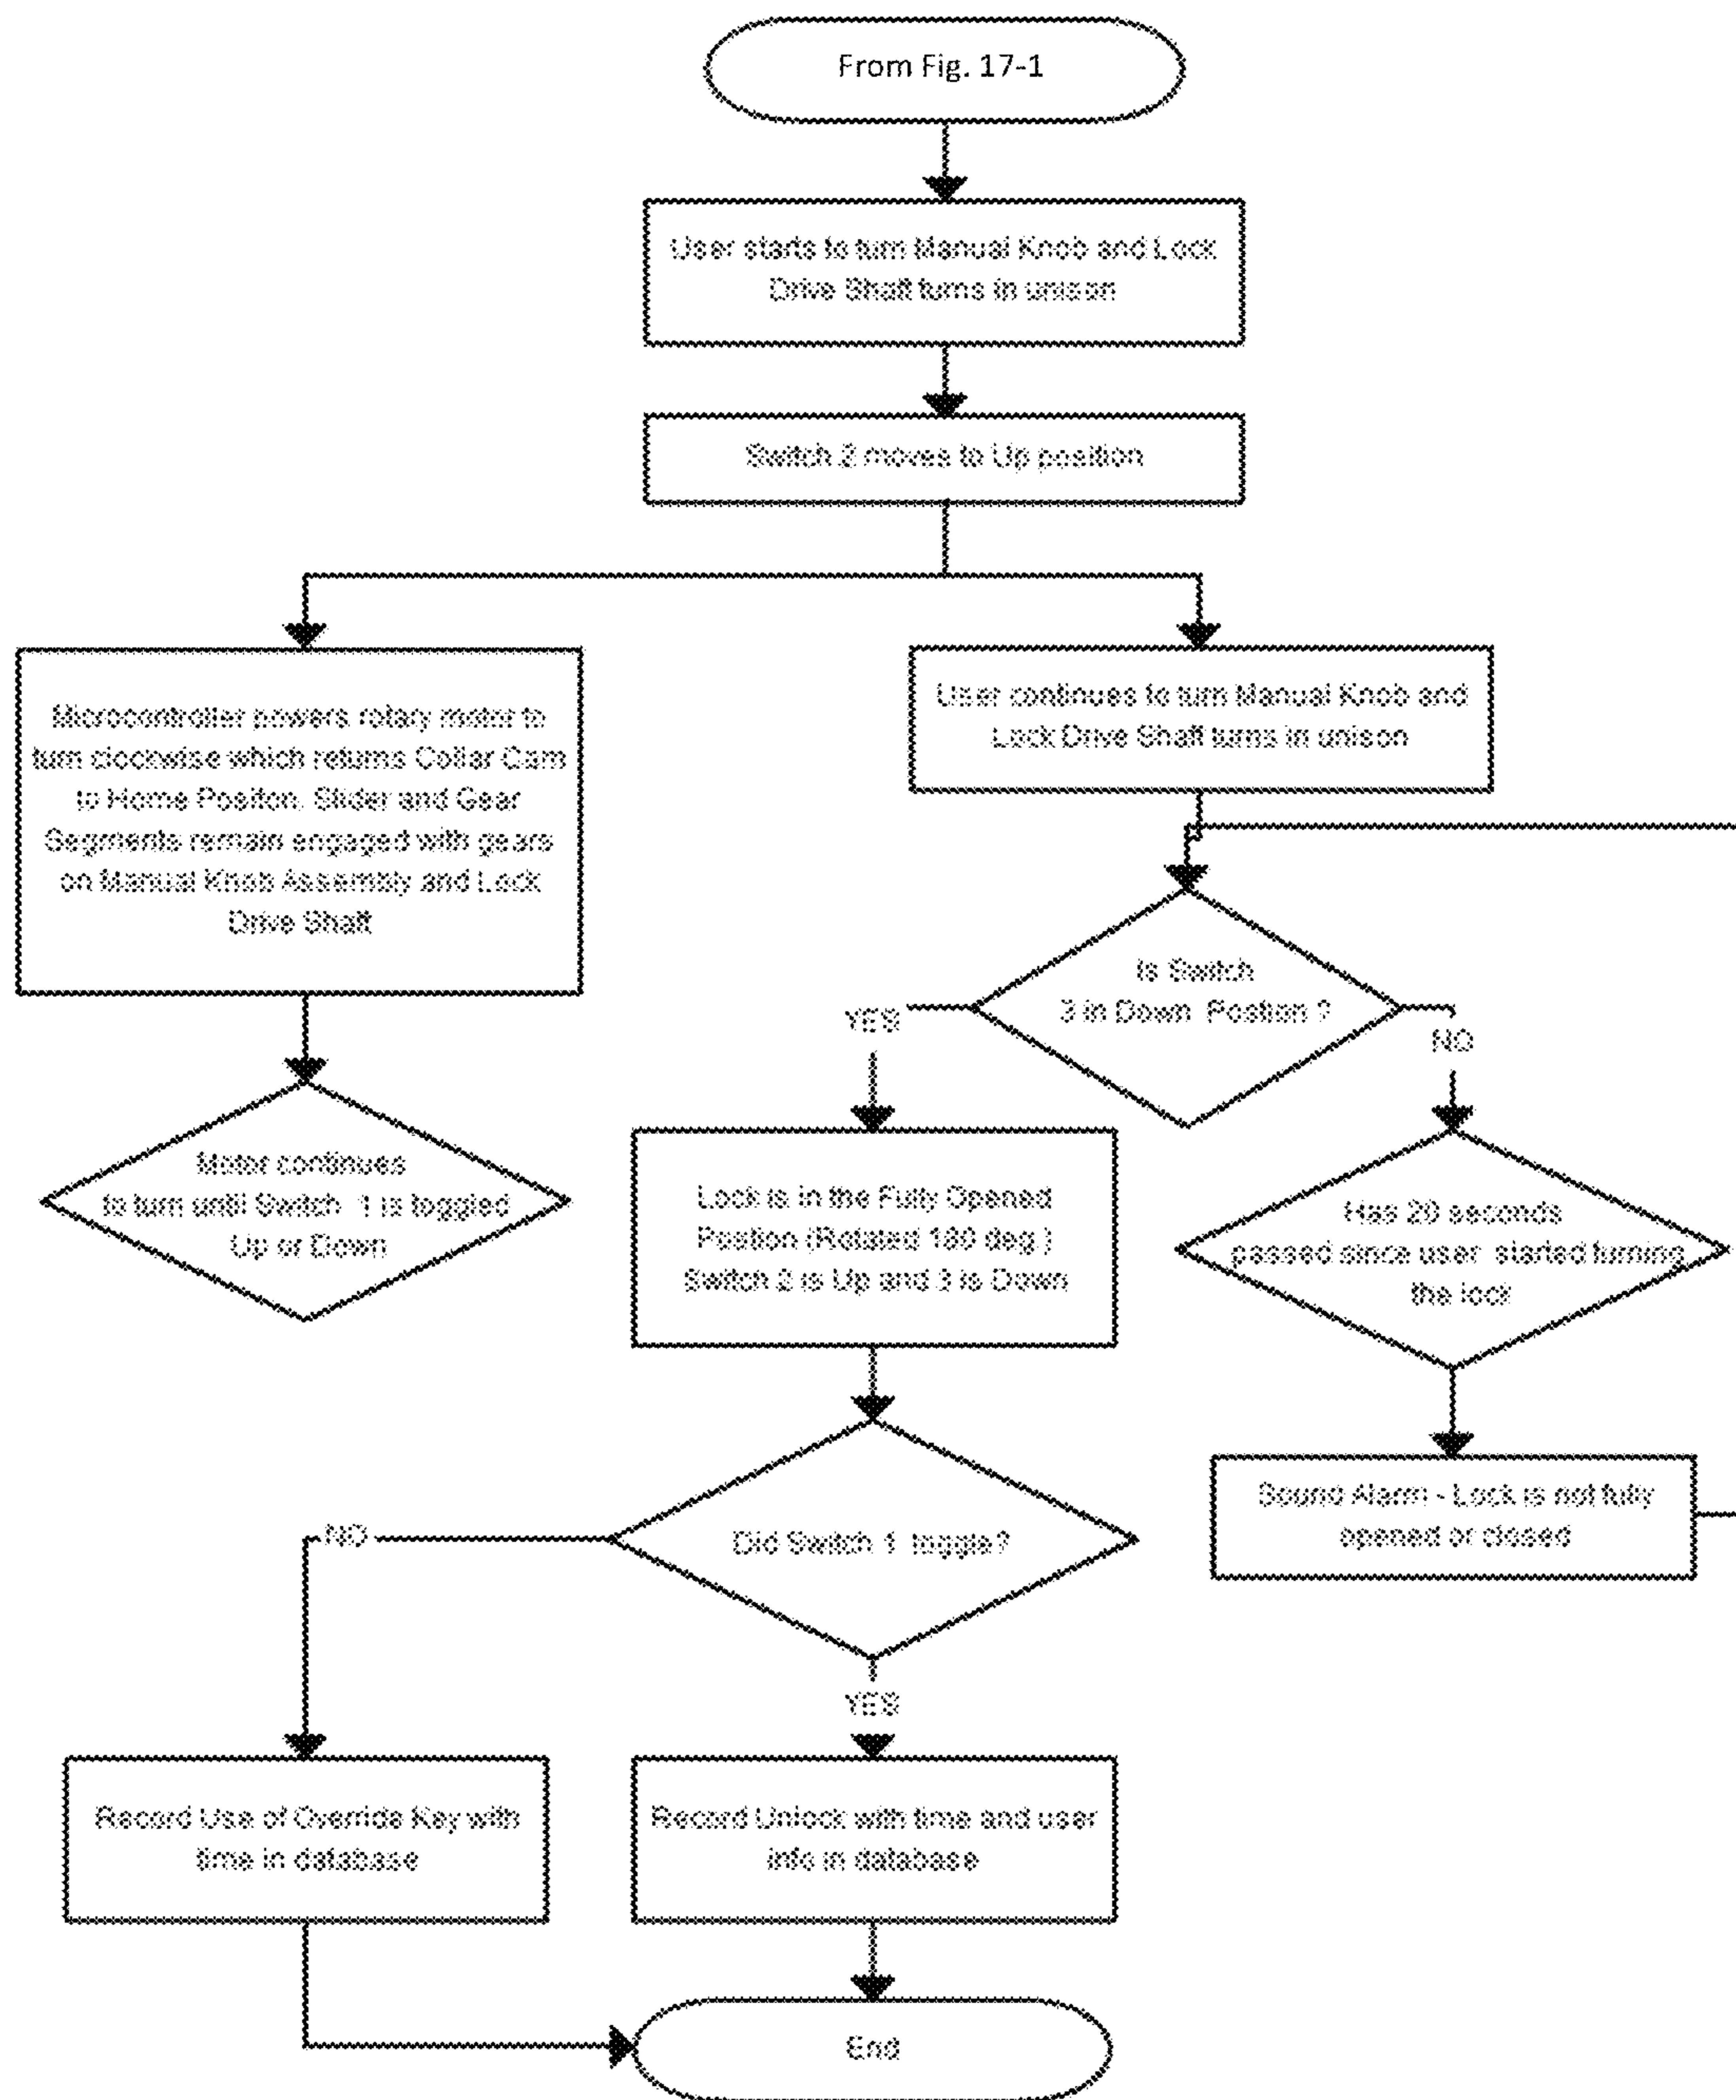 From Fig. 17-1
User starts to turn Manual Knob and Lock
Drive Shaft turns in unison
Switch 2 moves to Up position
Microcontroller powers rotary motor to
turn clockwise which returns Collar Cam
to Home Positon. Slider and Gear
Segments remain engaged with gears
on Manual Knob Assembly and Lock
Drive Shaft
User continues to turn Manual Knob and
Lock Drive Shaft turns in unison
Is Switch
3 in Down Postion ?
YES
NO
Motor continues
to turn until Switch 1 is toggled
Up or Down
Lock is in the Fully Opened
Postion (Rotated 180 deg.)
Switch 2 is Up and 3 is Down
Has 20 seconds
passed since user started turning
the lock
Sound Alarm - Lock is not fully
opened or closed
Did Switch 1 toggle?
NO
YES
Record Use of Override Key with
time in database
Record Unlock with time and user
info in database
End